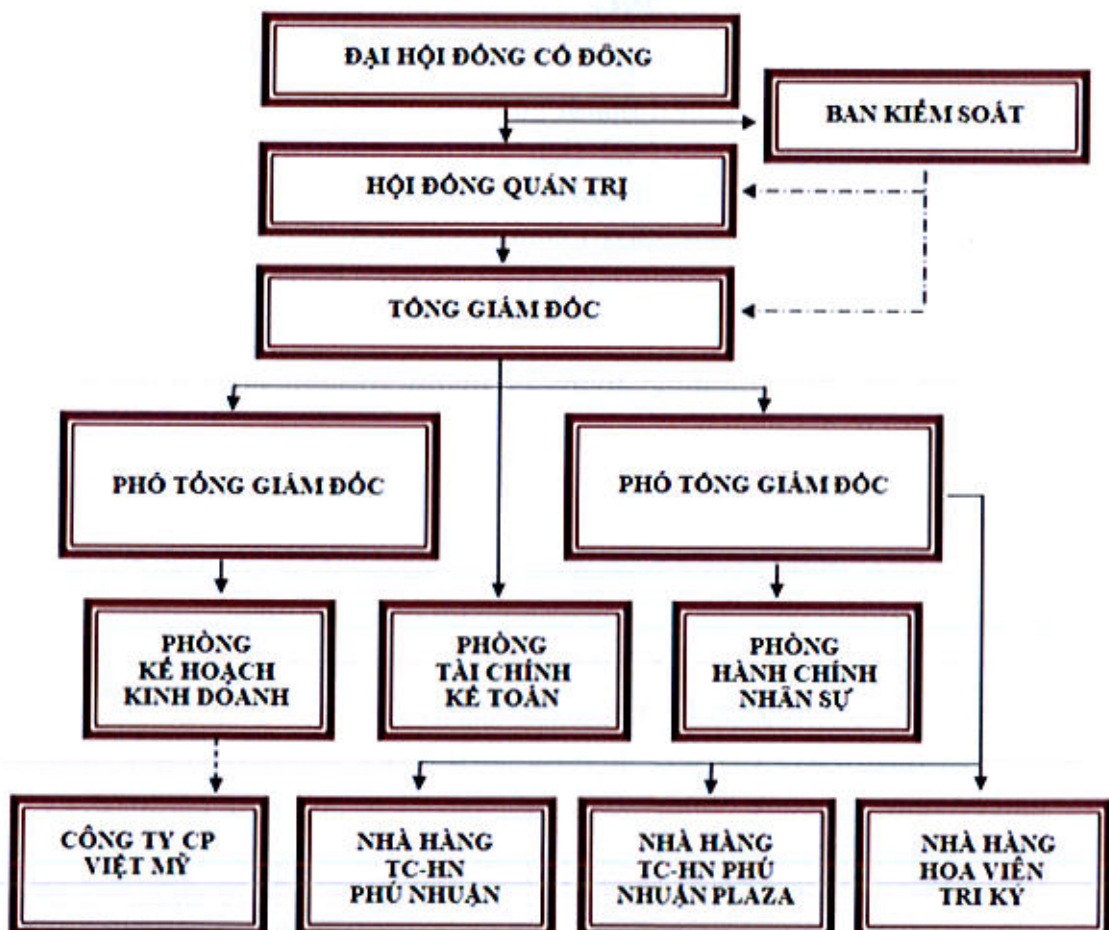 ĐẠI HỘI ĐỒNG CỔ ĐÔNG
BAN KIỂM SOÁT
HỘI ĐỒNG QUẢN TRỊ
TỔNG GIÁM ĐỐC
PHÓ TỔNG GIÁM ĐỐC
PHÓ TỔNG GIÁM ĐỐC
PHÒNG
KẾ HOẠCH
KINH DOANH
PHÒNG
TÀI CHÍNH
KẾ TOÁN
PHÒNG
HÀNH CHÍNH
NHÂN SỰ
CÔNG TY CP
VIỆT MỸ
NHÀ HÀNG
TC-HN
PHÚ NHUẬN
NHÀ HÀNG
TC-HN PHÚ
NHUẬN PLAZA
NHÀ HÀNG
HOA VIÊN
TRI KỶ